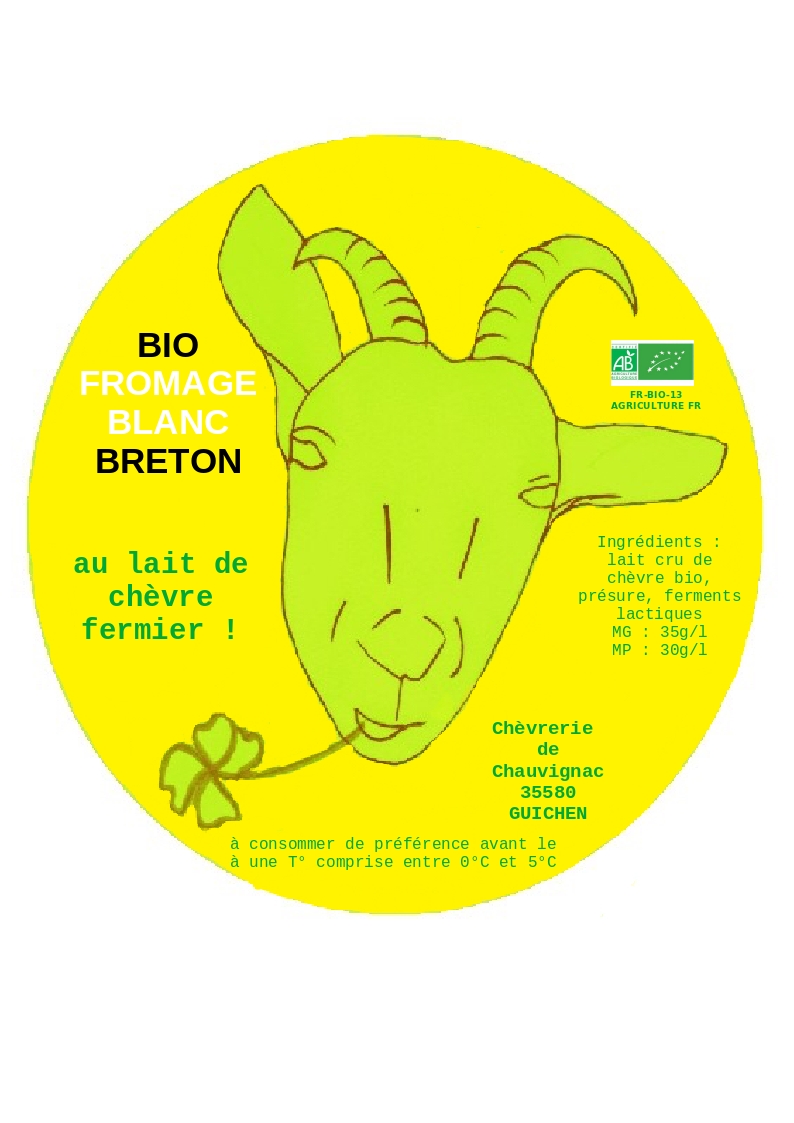 BIO
FROMAGE
BLANC
BRETON
au lait de
chèvre
fermier !
AB
FR-BIO-13
AGRICULTURE FR
Ingrédients :
lait cru de
chèvre bio,
présure, ferments
lactiques
MG : 35g/l
MP : 30g/l
Chèvrerie
de
Chauvignac
35580
GUICHEN
à consommer de préférence avant le
à une T° comprise entre 0°C et 5°C